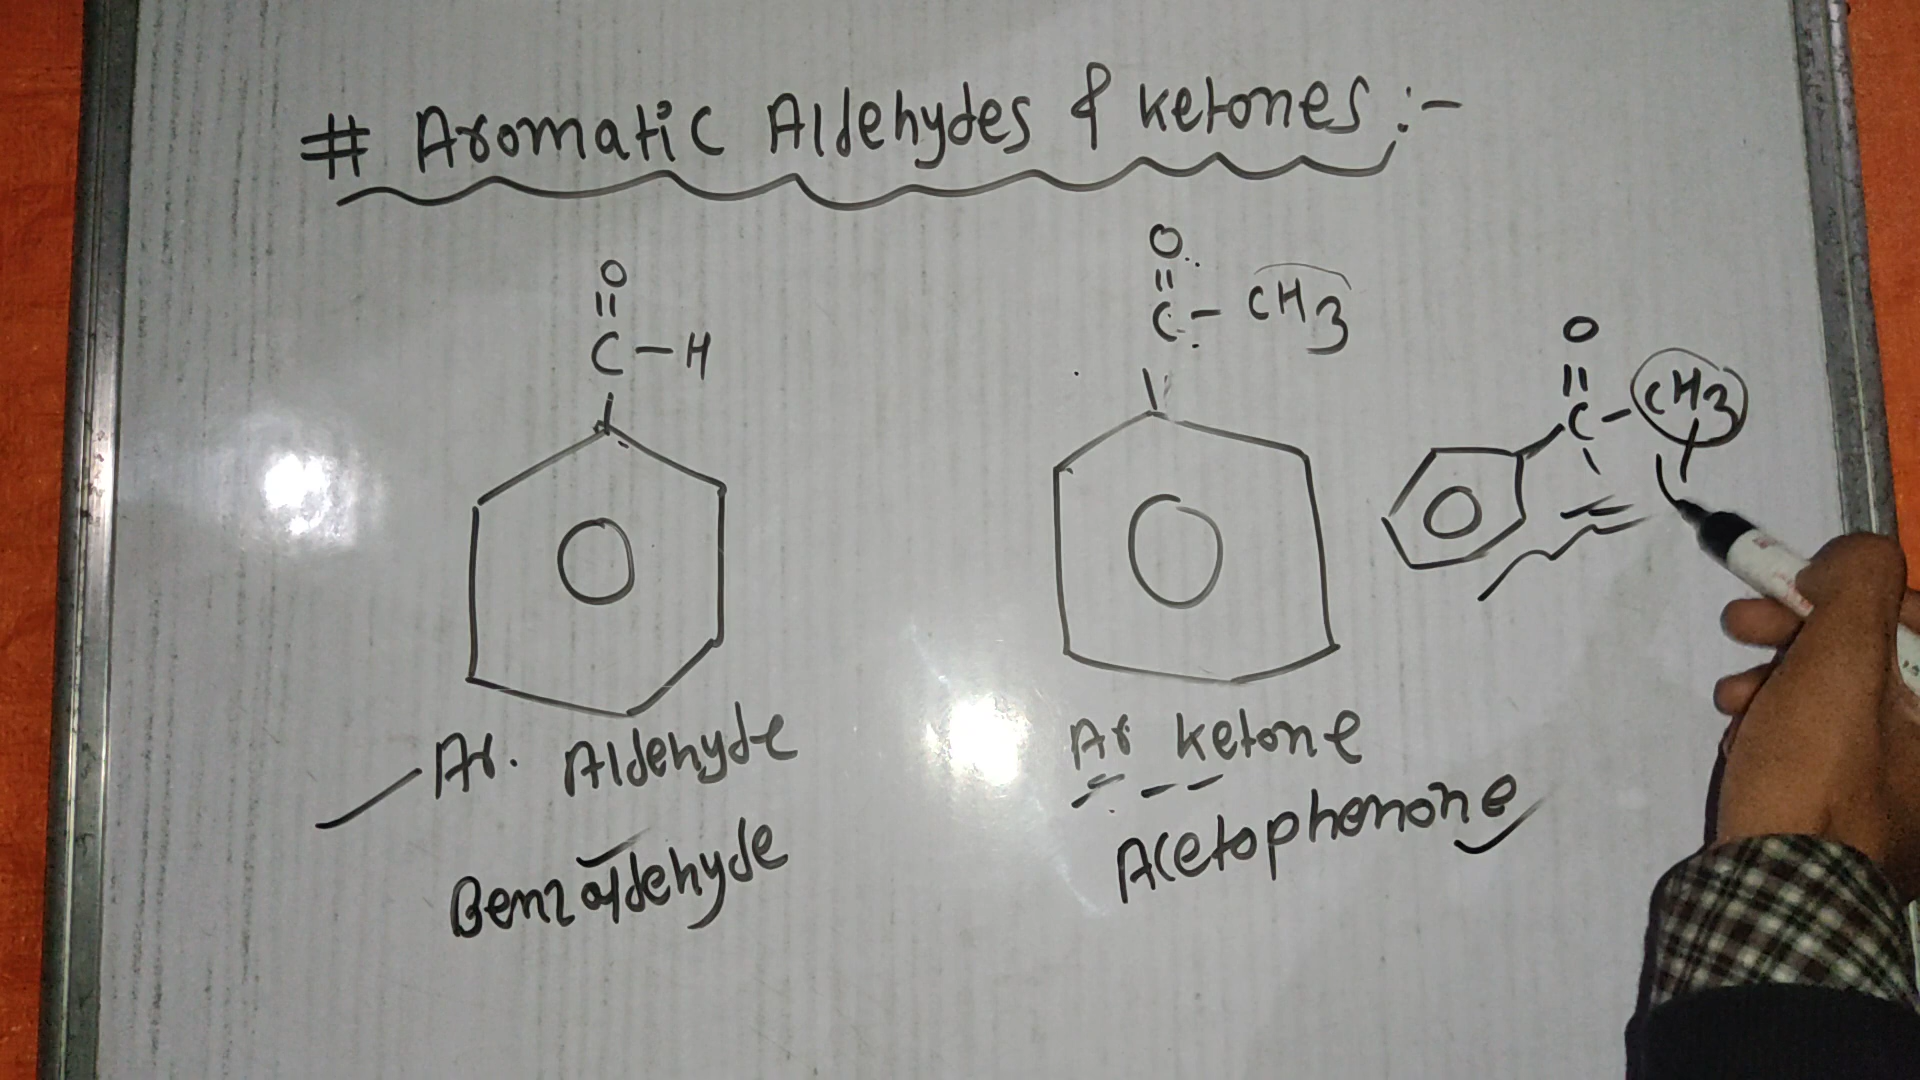 # Aromatic Aldehydes & ketones :-
O
C - H
O
C - CH3
O
C - CH3
Ar. Aldehyde
Benzaldehyde
Ar ketone
Acetophenone